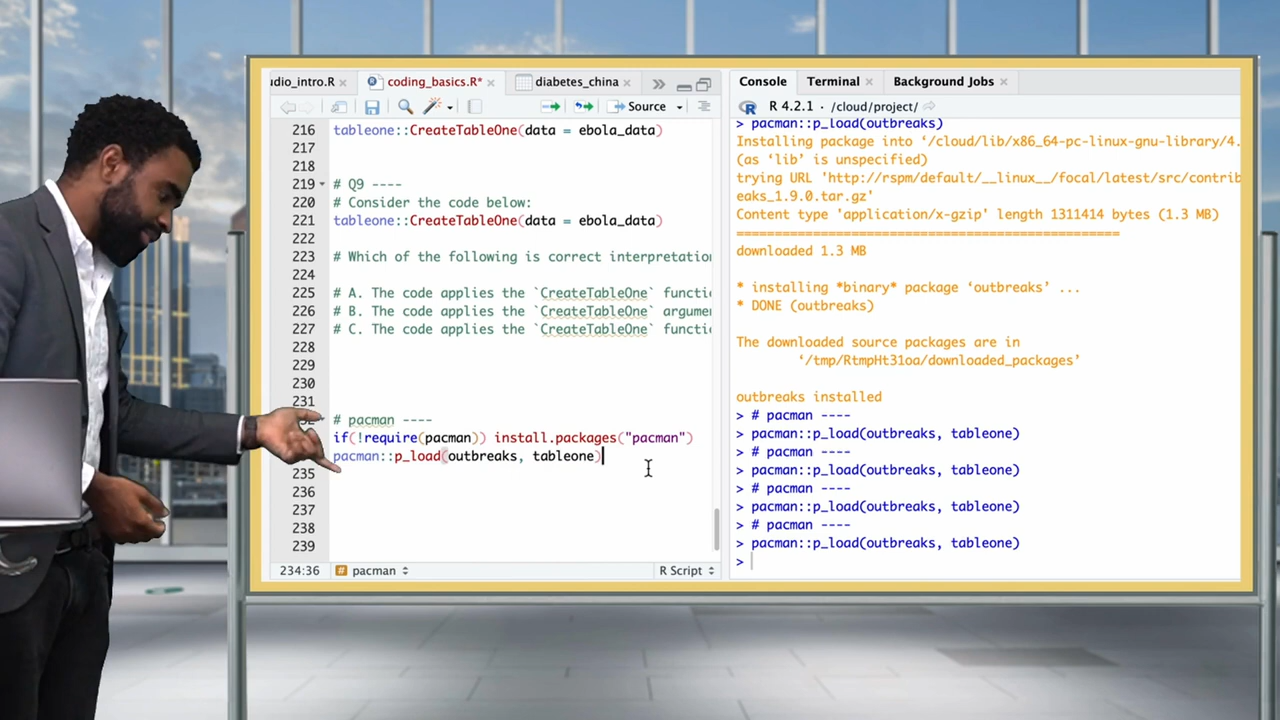 udio_intro.R
coding_basics.R*
diabetes_china
Source
216 tableone::CreateTableOne(data = ebola_data)
217
218
219 # Q9 ----
220 # Consider the code below:
221 tableone::CreateTableOne(data = ebola_data)
222
223 # Which of the following is correct interpretation
224
225 # A. The code applies the `CreateTableOne` functi
226 # B. The code applies the `CreateTableOne` argumen
227 # C. The code applies the `CreateTableOne` functi
228
229
230
231
# pacman ----
if(!require(pacman)) install.packages("pacman")
pacman::p_load(outbreaks, tableone)
235
236
237
238
239
234:36 # pacman R Script
Console Terminal Background Jobs
R R 4.2.1 · /cloud/project/
> pacman::p_load(outbreaks)
Installing package into ‘/cloud/lib/x86_64-pc-linux-gnu-library/4.
(as ‘lib’ is unspecified)
trying URL 'http://rspm/default/__linux__/focal/latest/src/contrib
eaks_1.9.0.tar.gz'
Content type 'application/x-gzip' length 1311414 bytes (1.3 MB)
==================================================
downloaded 1.3 MB
* installing *binary* package ‘outbreaks’ ...
* DONE (outbreaks)
The downloaded source packages are in
‘/tmp/RtmpHt31oa/downloaded_packages’
outbreaks installed
> # pacman ----
> pacman::p_load(outbreaks, tableone)
> # pacman ----
> pacman::p_load(outbreaks, tableone)
> # pacman ----
> pacman::p_load(outbreaks, tableone)
> # pacman ----
> pacman::p_load(outbreaks, tableone)
>